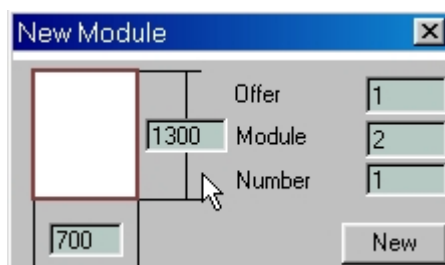 New Module
Offer 1
1300 Module 2
Number 1
700 New